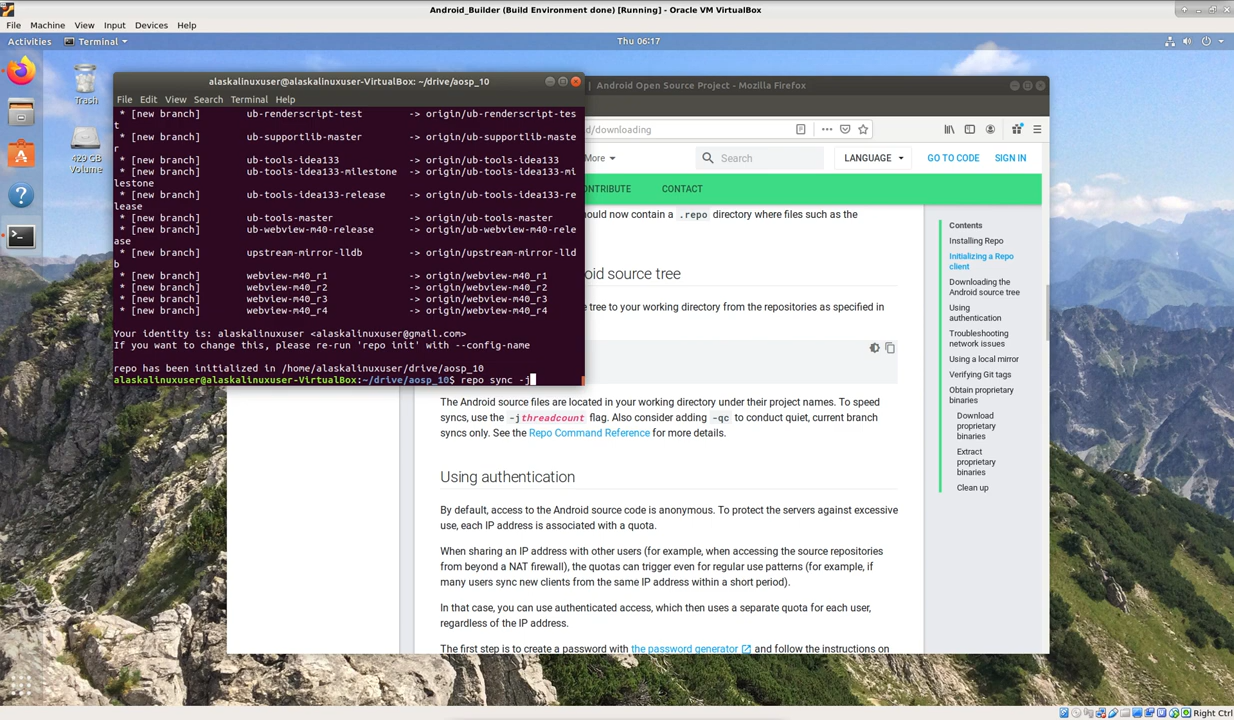 Android_Builder (Build Environment done) [Running] - Oracle VM VirtualBox
File Machine View Input Devices Help
Activities Terminal Thu 06:17
Trash
429 GB
Volume
alaskalinuxuser@alaskalinuxuser-VirtualBox: ~/drive/aosp_10
File Edit View Search Terminal Help
* [new branch] ub-renderscript-test -> origin/ub-renderscript-tes
t
* [new branch] ub-supportlib-master -> origin/ub-supportlib-maste
r
* [new branch] ub-tools-idea133 -> origin/ub-tools-idea133
* [new branch] ub-tools-idea133-milestone -> origin/ub-tools-idea133-mi
lestone
* [new branch] ub-tools-idea133-release -> origin/ub-tools-idea133-re
lease
* [new branch] ub-tools-master -> origin/ub-tools-master
* [new branch] ub-webview-m40-release -> origin/ub-webview-m40-rele
ase
* [new branch] upstream-mirror-lldb -> origin/upstream-mirror-lld
b
* [new branch] webview-m40_r1 -> origin/webview-m40_r1
* [new branch] webview-m40_r2 -> origin/webview-m40_r2
* [new branch] webview-m40_r3 -> origin/webview-m40_r3
* [new branch] webview-m40_r4 -> origin/webview-m40_r4
Your identity is: alaskalinuxuser <alaskalinuxuser@gmail.com>
If you want to change this, please re-run 'repo init' with --config-name
repo has been initialized in /home/alaskalinuxuser/drive/aosp_10
alaskalinuxuser@alaskalinuxuser-VirtualBox:~/drive/aosp_10$ repo sync -j
| Android Open Source Project - Mozilla Firefox
d/downloading
More Search LANGUAGE GO TO CODE SIGN IN
ONTRIBUTE CONTACT
ould now contain a .repo directory where files such as the
oid source tree
e tree to your working directory from the repositories as specified in
The Android source files are located in your working directory under their project names. To speed
syncs, use the -jthreadcount flag. Also consider adding -qc to conduct quiet, current branch
syncs only. See the Repo Command Reference for more details.
Using authentication
By default, access to the Android source code is anonymous. To protect the servers against excessive
use, each IP address is associated with a quota.
When sharing an IP address with other users (for example, when accessing the source repositories
from beyond a NAT firewall), the quotas can trigger even for regular use patterns (for example, if
many users sync new clients from the same IP address within a short period).
In that case, you can use authenticated access, which then uses a separate quota for each user,
regardless of the IP address.
The first step is to create a password with the password generator and follow the instructions on
Contents
Installing Repo
Initializing a Repo
client
Downloading the
Android source tree
Using
authentication
Troubleshooting
network issues
Using a local mirror
Verifying Git tags
Obtain proprietary
binaries
Download
proprietary
binaries
Extract
proprietary
binaries
Clean up
Right Ctrl